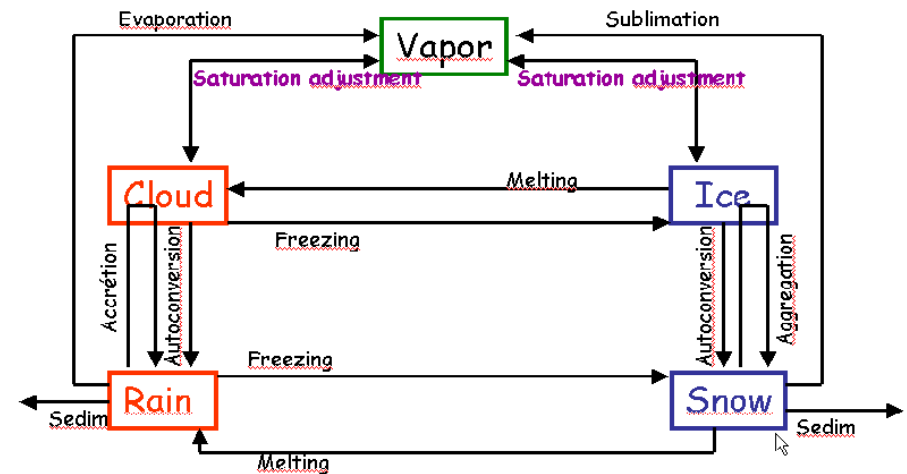 Evaporation
Sublimation
Vapor
Saturation adjustment
Saturation adjustment
Cloud
Melting
Ice
Freezing
Accrétion
Autoconversion
Autoconversion
Aggregation
Freezing
Rain
Snow
Sedim
Sedim
Melting